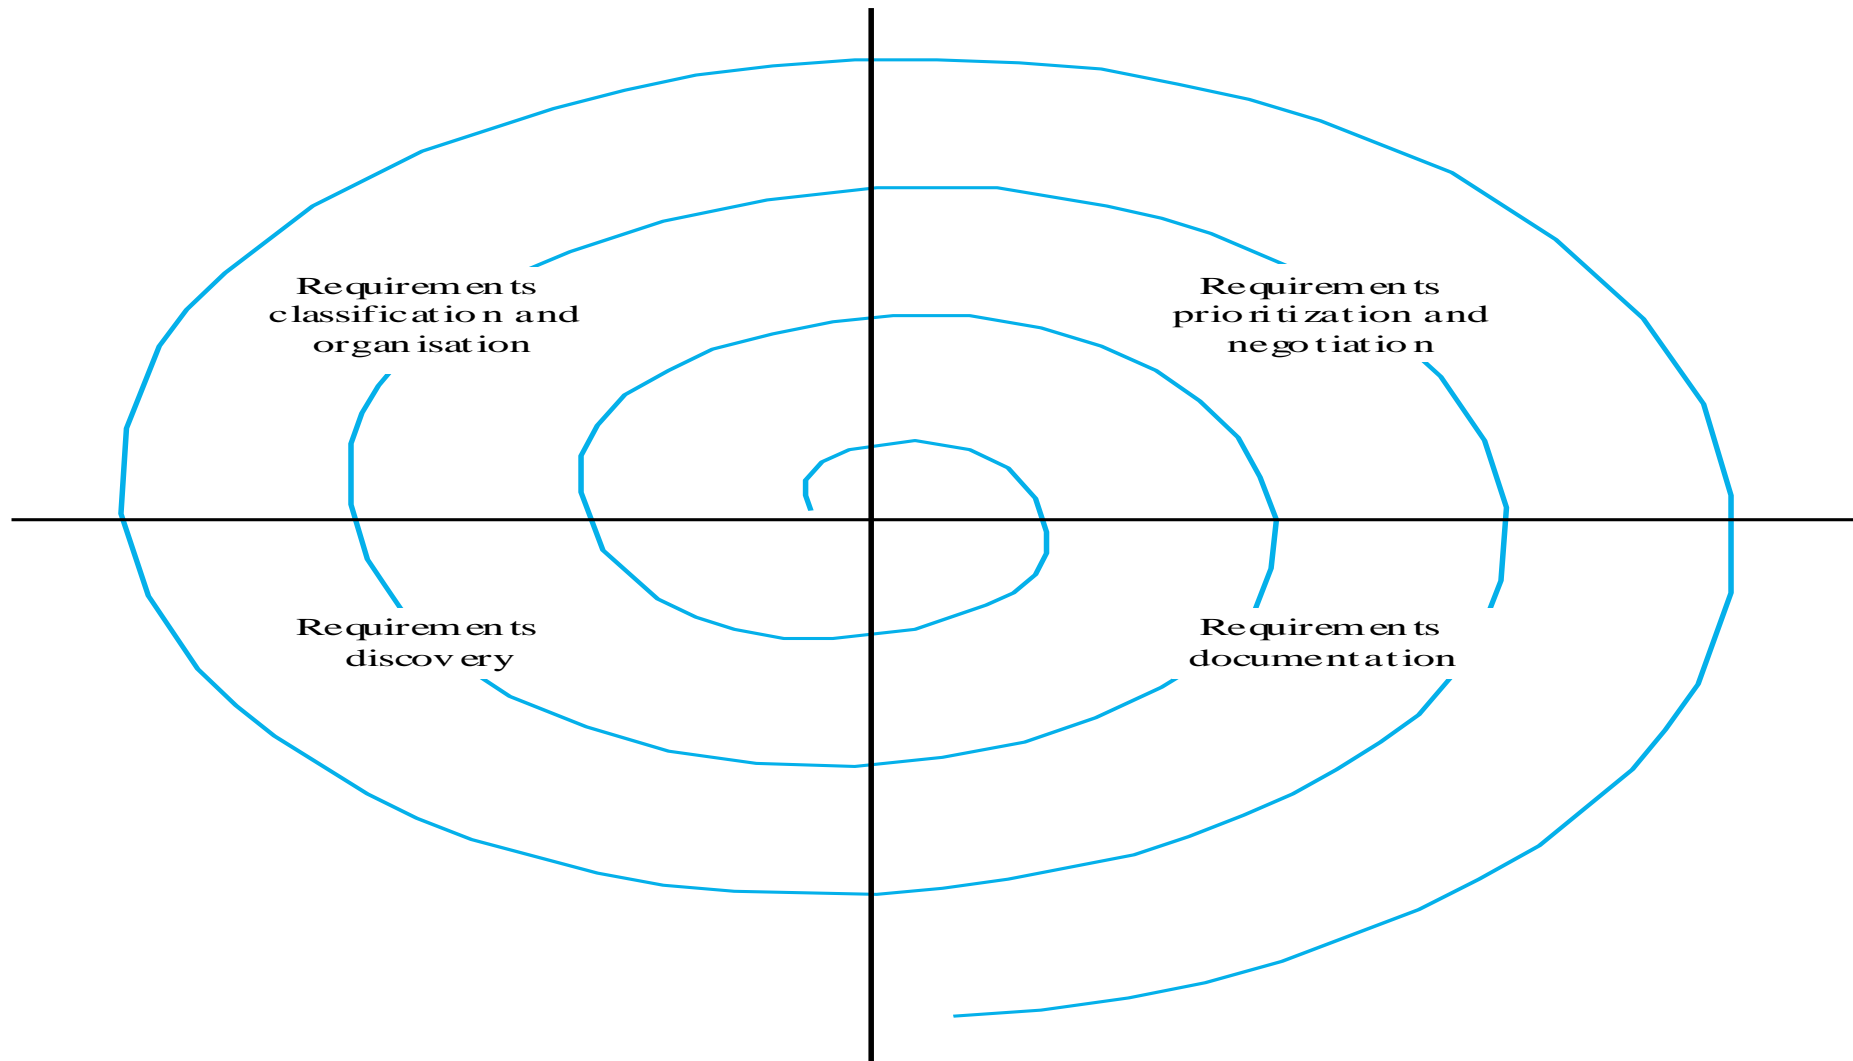 Requirements
classification and
organisation
Requirements
prioritization and
negotiation
Requirements
discovery
Requirements
documentation